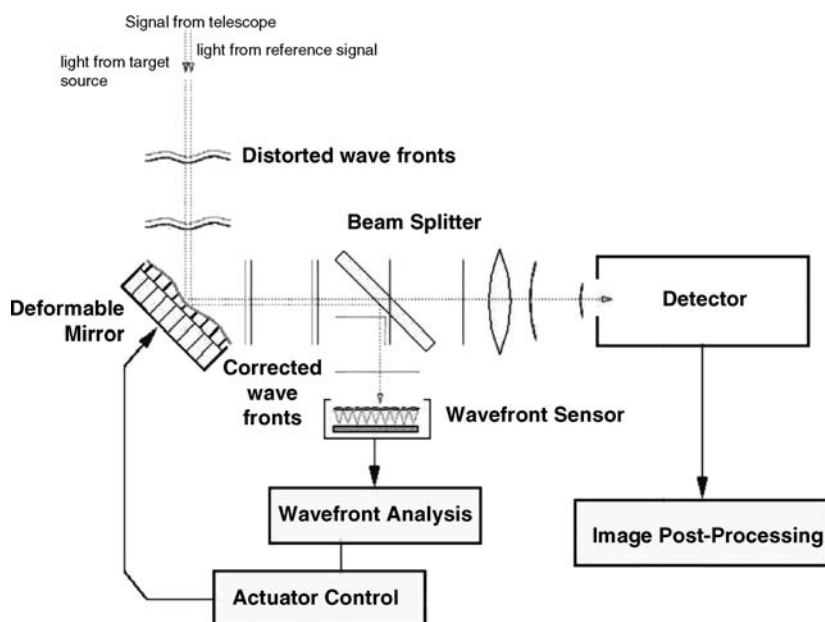 Signal from telescope
light from reference signal
light from target
source
Distorted wave fronts
Beam Splitter
Deformable
Mirror
Detector
Corrected
wave
fronts
Wavefront Sensor
Wavefront Analysis
Image Post-Processing
Actuator Control